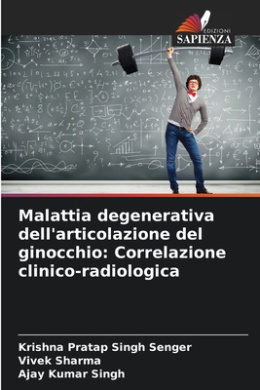 EDIZIONI
SAPIENZA
Malattia degenerativa
dell'articolazione del
ginocchio: Correlazione
clinico-radiologica
Krishna Pratap Singh Senger
Vivek Sharma
Ajay Kumar Singh